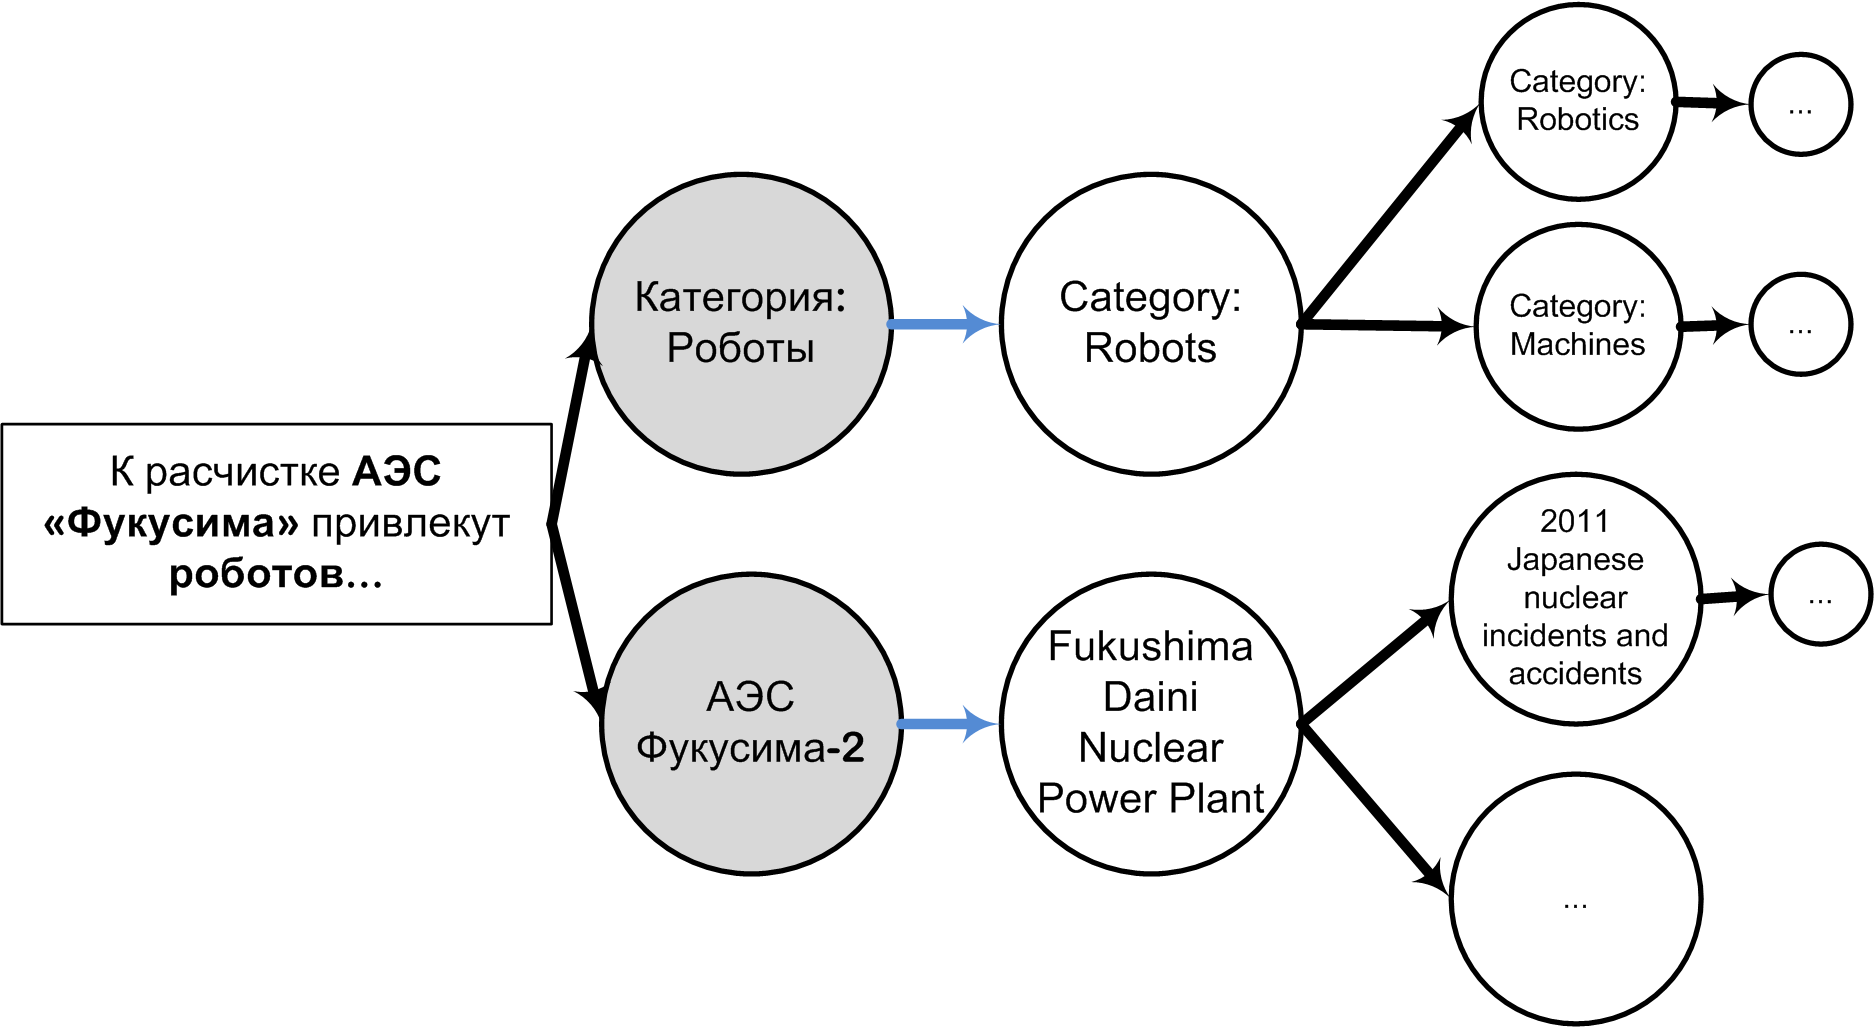 К расчистке АЭС
«Фукусима» привлекут
роботов...
Категория:
Роботы
Category:
Robots
Category:
Robotics
...
Category:
Machines
...
АЭС
Фукусима-2
Fukushima
Daini
Nuclear
Power Plant
2011
Japanese
nuclear
incidents and
accidents
...
...